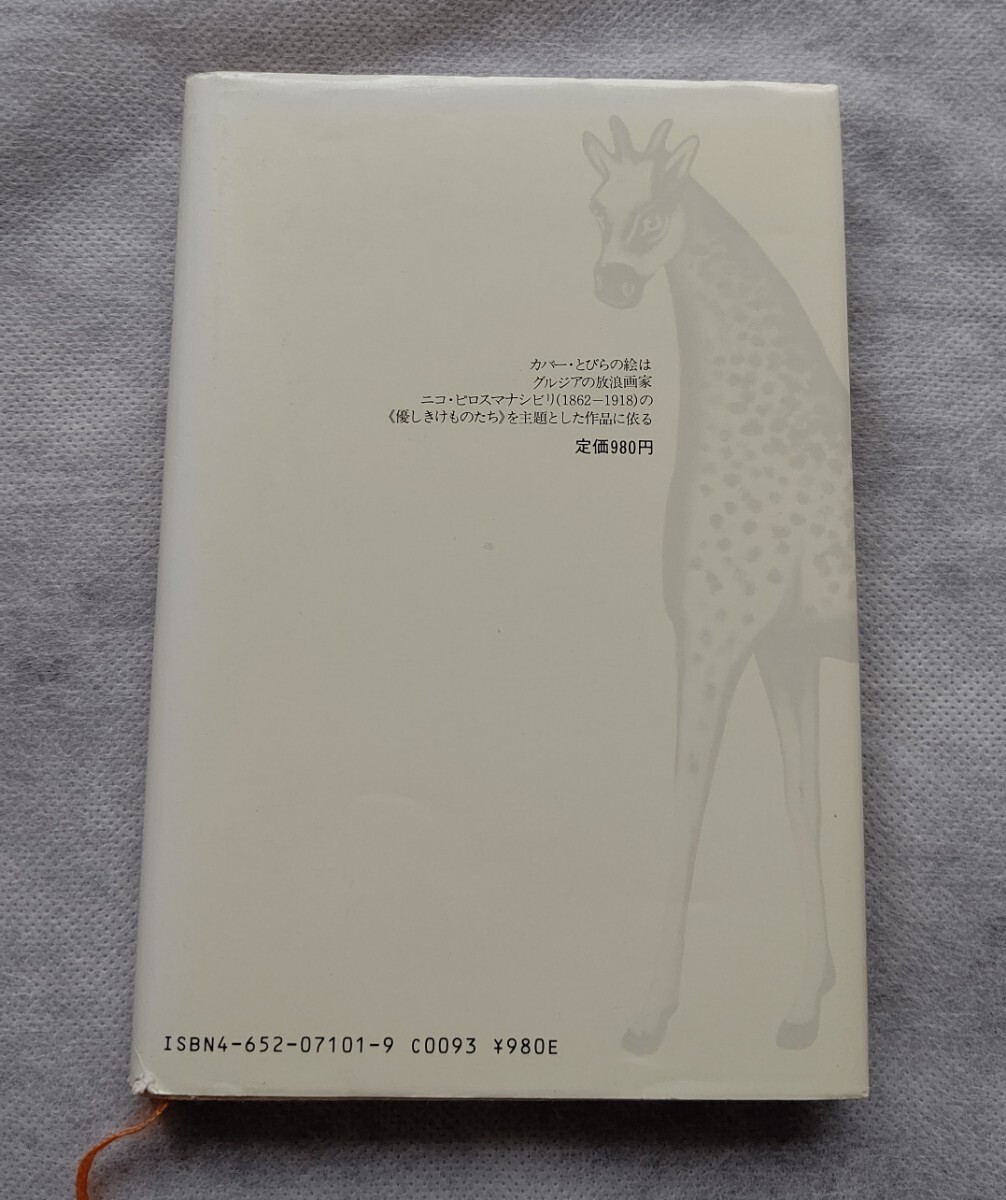 カバー・とびらの絵は
グルジアの放浪画家
ニコ・ピロスマナシビリ(1862−1918)の
《優しきけものたち》を主題とした作品に依る
定価980円
ISBN4-652-07101-9 C0093 ¥980E